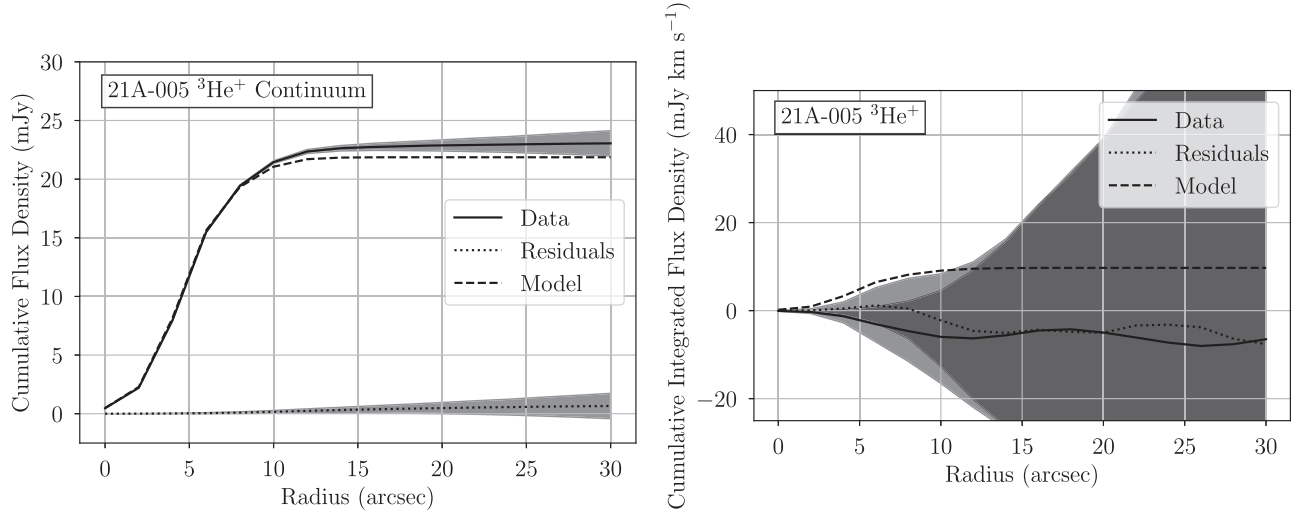 Cumulative Flux Density (mJy)
30
25
20
15
10
5
0
21A-005 ³He⁺ Continuum
Data
Residuals
Model
0 5 10 15 20 25 30
Radius (arcsec)
Cumulative Integrated Flux Density (mJy km s⁻¹)
40
20
0
−20
21A-005 ³He⁺
Data
Residuals
Model
0 5 10 15 20 25 30
Radius (arcsec)